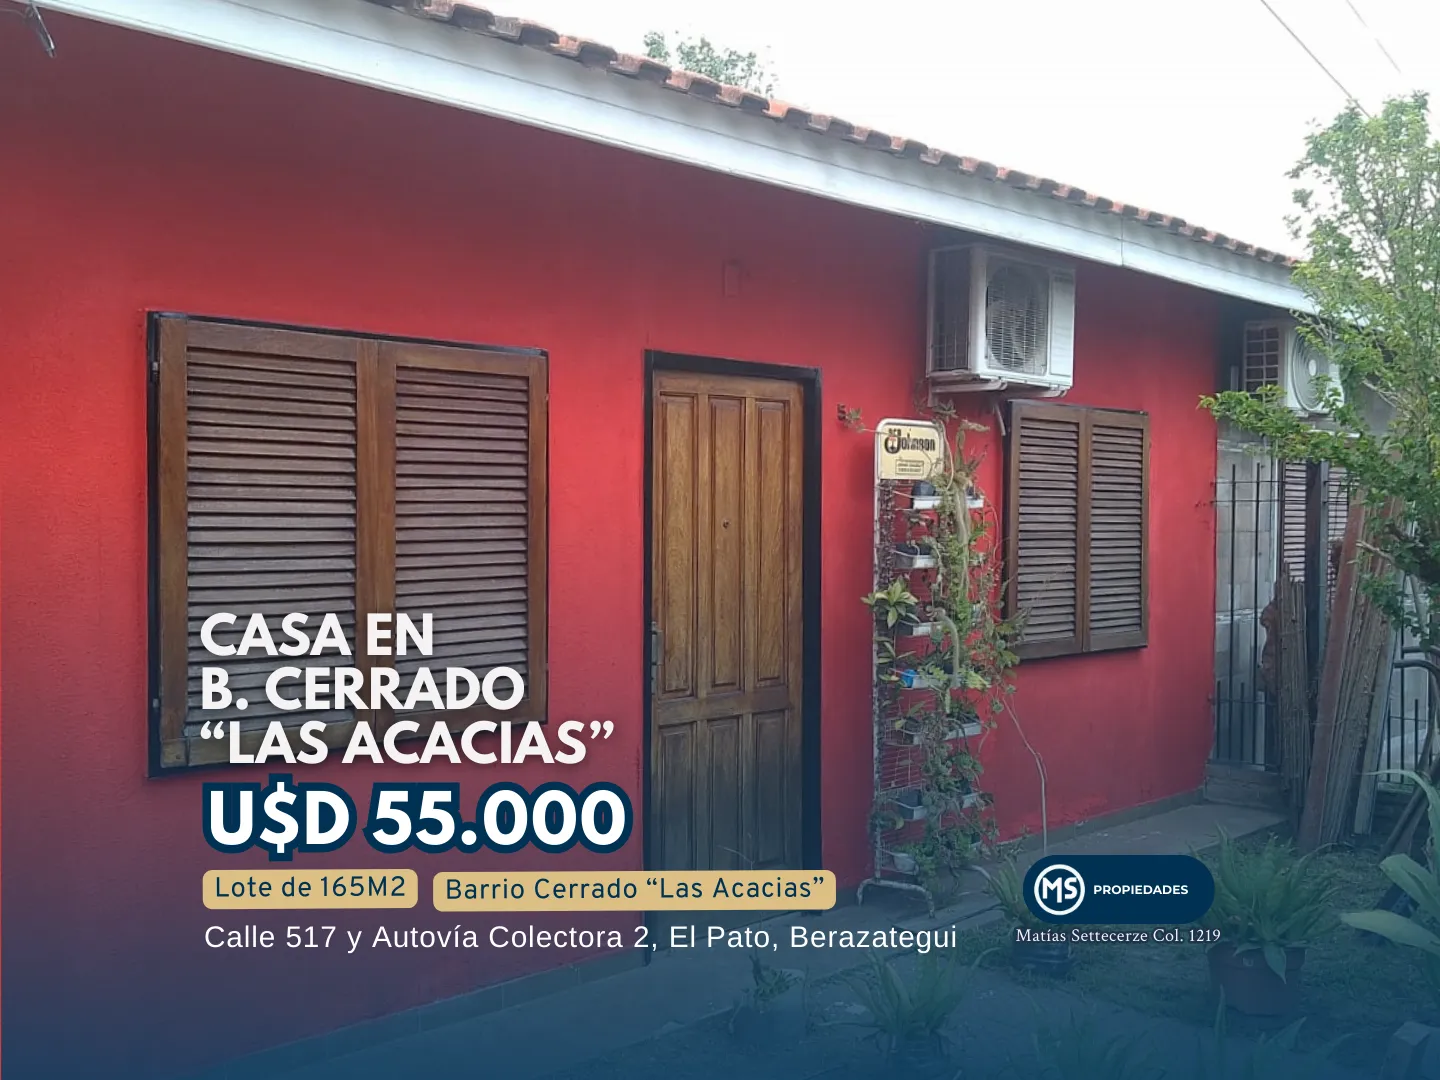 Johnson
CASA EN
B. CERRADO
“LAS ACACIAS”
U$D 55.000
Lote de 165M2
Barrio Cerrado “Las Acacias”
Calle 517 y Autovía Colectora 2, El Pato, Berazategui
MS PROPIEDADES
Matías Settecerze Col. 1219